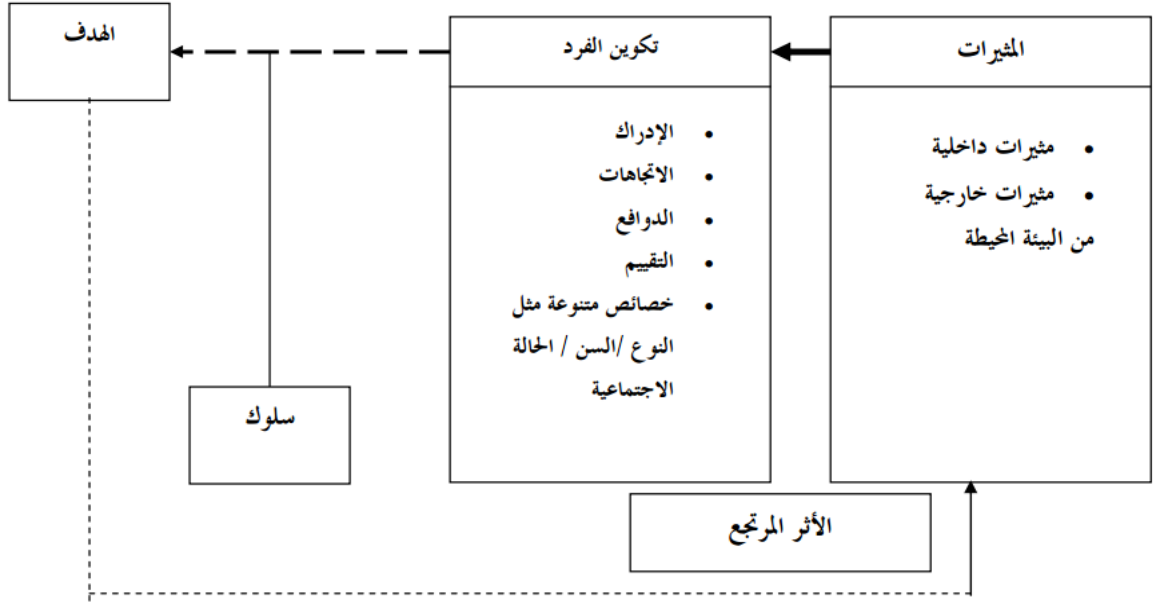 المثيرات
• مثيرات داخلية
• مثيرات خارجية
من البيئة المحيطة
تكوين الفرد
• الإدراك
• الاتجاهات
• الدوافع
• التقييم
• خصائص متنوعة مثل
النوع /السن / الحالة
الاجتماعية
الهدف
سلوك
الأثر المرتجع